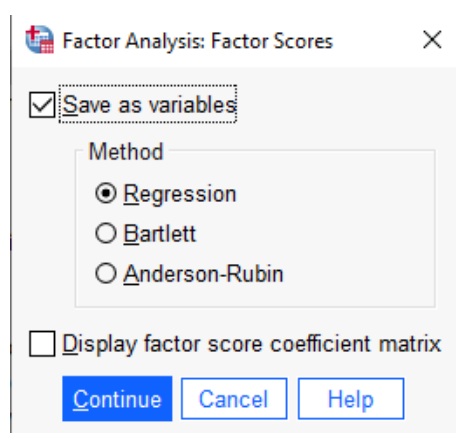 Factor Analysis: Factor Scores
Save as variables
Method
Regression
Bartlett
Anderson-Rubin
Display factor score coefficient matrix
Continue Cancel Help